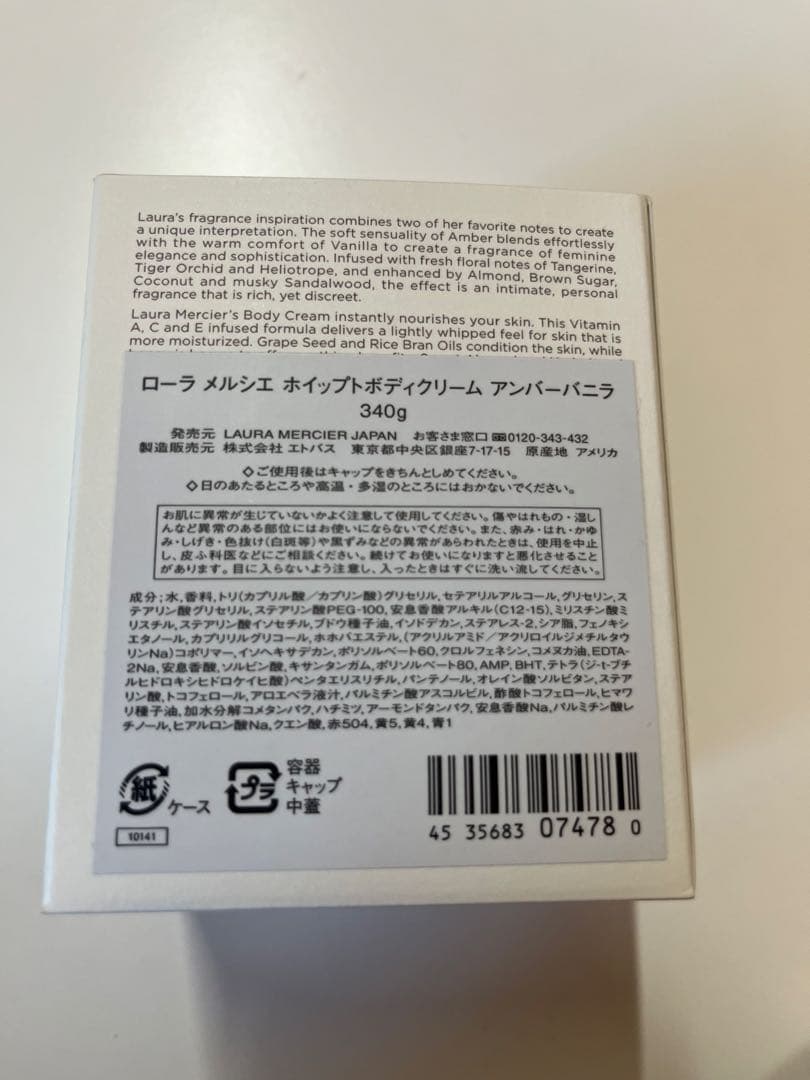 Laura's fragrance inspiration combines two of her favorite notes to create
a unique interpretation. The soft sensuality of Amber blends effortlessly
with the warm comfort of Vanilla to create a fragrance of feminine
elegance and sophistication. Infused with fresh floral notes of Tangerine,
Tiger Orchid and Heliotrope, and enhanced by Almond, Brown Sugar,
Coconut and musky Sandalwood, the effect is an intimate, personal
fragrance that is rich, yet discreet.
Laura Mercier's Body Cream instantly nourishes your skin. This Vitamin
A, C and E infused formula delivers a lightly whipped feel for skin that is
more moisturized. Grape Seed and Rice Bran Oils condition the skin, while
ローラ メルシエ ホイップトボディクリーム アンバーバニラ
340g
発売元 LAURA MERCIER JAPAN お客さま窓口 0120-343-432
製造販売元 株式会社 エトバス 東京都中央区銀座7-17-15 原産地 アメリカ
◇ご使用後はキャップをきちんとしめてください。
◇日のあたるところや高温・多湿のところにはおかないでください。
お肌に異常が生じていないかよく注意して使用してください。傷やはれもの・湿し
んなど異常のある部位にはお使いにならないでください。また、赤み・はれ・かゆ
み・しげき・色抜け(白斑等)や黒ずみなどの異常があらわれたときは、使用を中止
し、皮ふ科医などにご相談ください。続けてお使いになりますと悪化させること
があります。目に入らないよう注意し、入ったときはすぐに洗い流してください。
成分;水,香料,トリ(カプリル酸/カプリン酸)グリセリル,セテアリルアルコール,グリセリン,ス
テアリン酸グリセリル,ステアリン酸PEG-100,安息香酸アルキル(C12-15),ミリスチン酸ミ
リスチル,ステアリン酸イソセチル,ブドウ種子油,イソドデカン,ステアレス-2,シア脂,フェノキシ
エタノール,カプリリルグリコール,ホホバエステル,(アクリルアミド/アクリロイルジメチルタウ
リンNa)コポリマー,イソヘキサデカン,ポリソルベート60,クロルフェネシン,コメヌカ油,EDTA-
2Na,安息香酸,ソルビン酸,キサンタンガム,ポリソルベート80,AMP,BHT,テトラ(ジ-t-ブチ
ルヒドロキシヒドロケイヒ酸)ペンタエリスリチル,パンテノール,オレイン酸ソルビタン,ステア
リン酸,トコフェロール,アロエベラ液汁,パルミチン酸アスコルビル,酢酸トコフェロール,ヒマワ
リ種子油,加水分解コメタンパク,ハチミツ,アーモンドタンパク,安息香酸Na,パルミチン酸レ
チノール,ヒアルロン酸Na,クエン酸,赤504,黄5,黄4,青1
紙 ケース プラ 容器
キャップ
中蓋
10141
45 35683 07478 0